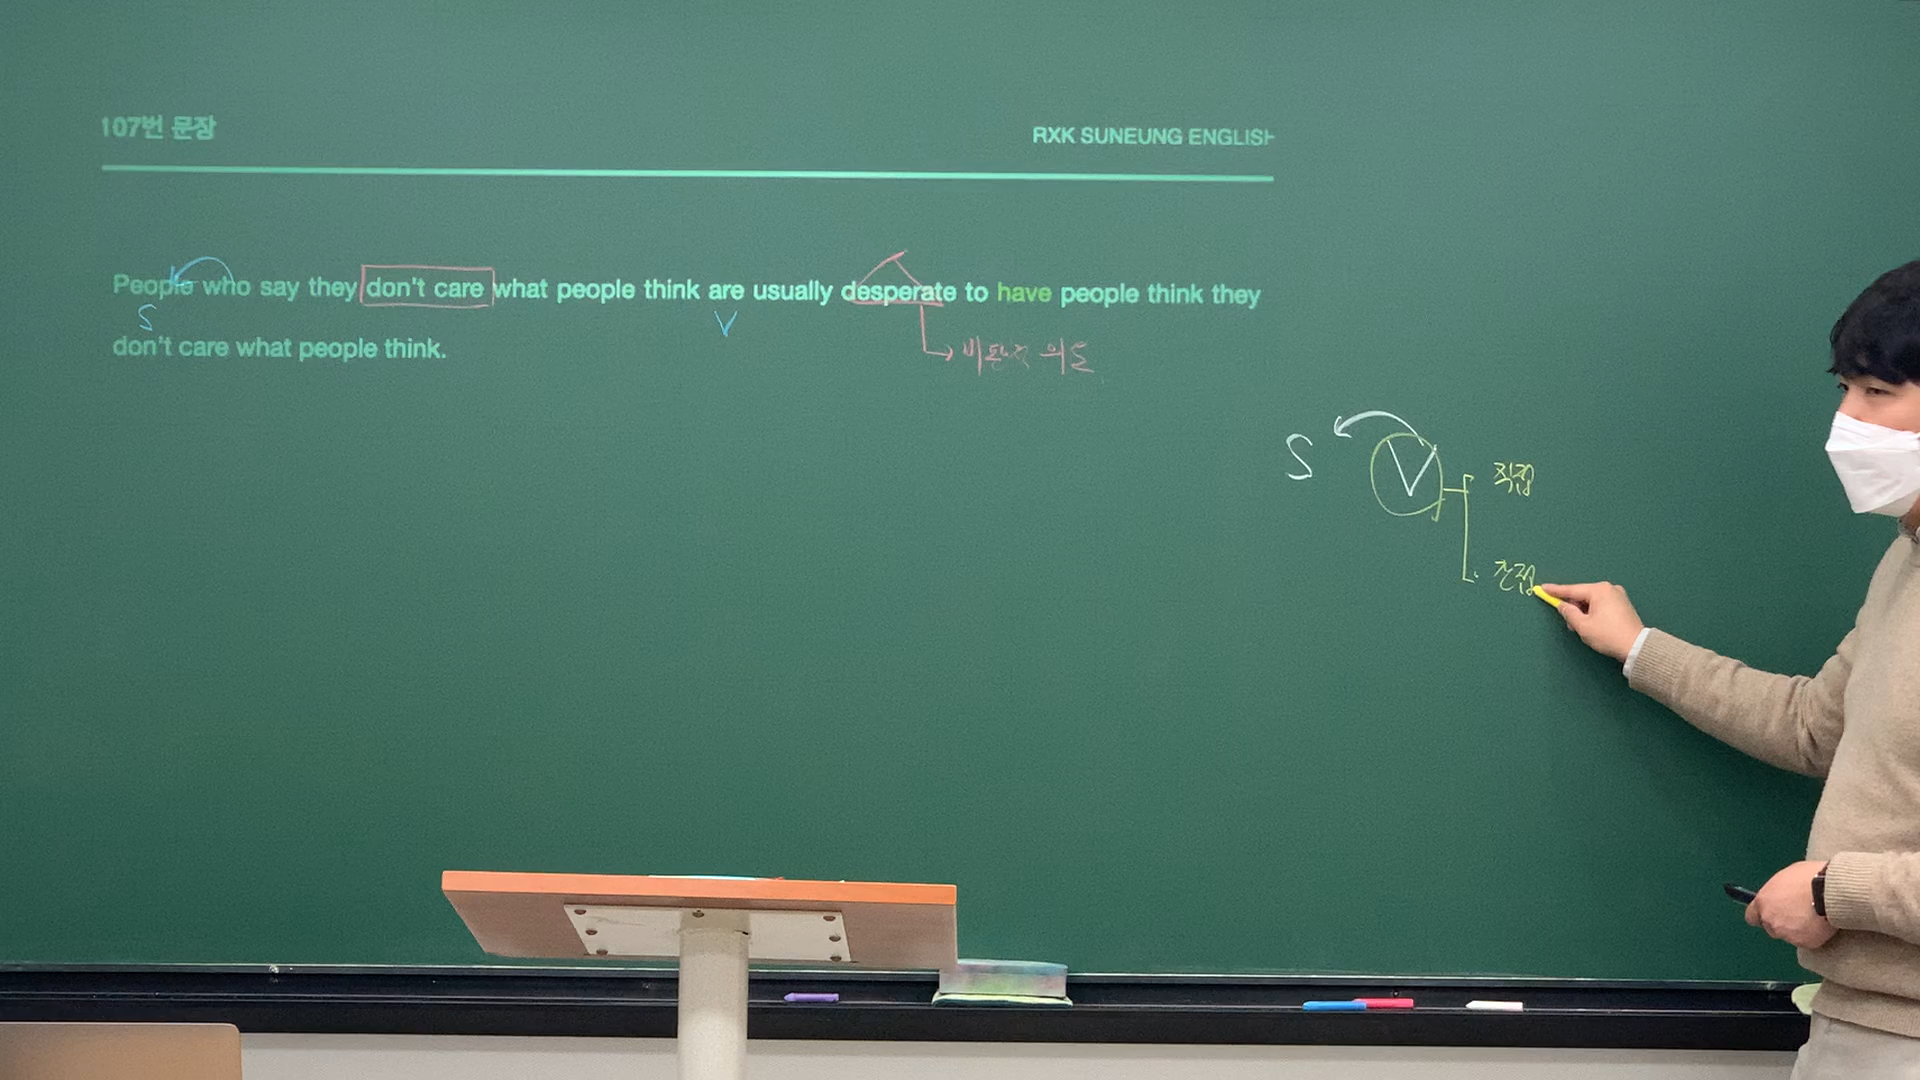 107번 문장
RXK SUNEUNG ENGLISH
People who say they don't care what people think are usually desperate to have people think they
S
V
don't care what people think.
비판적 의도
S V 직접
간접